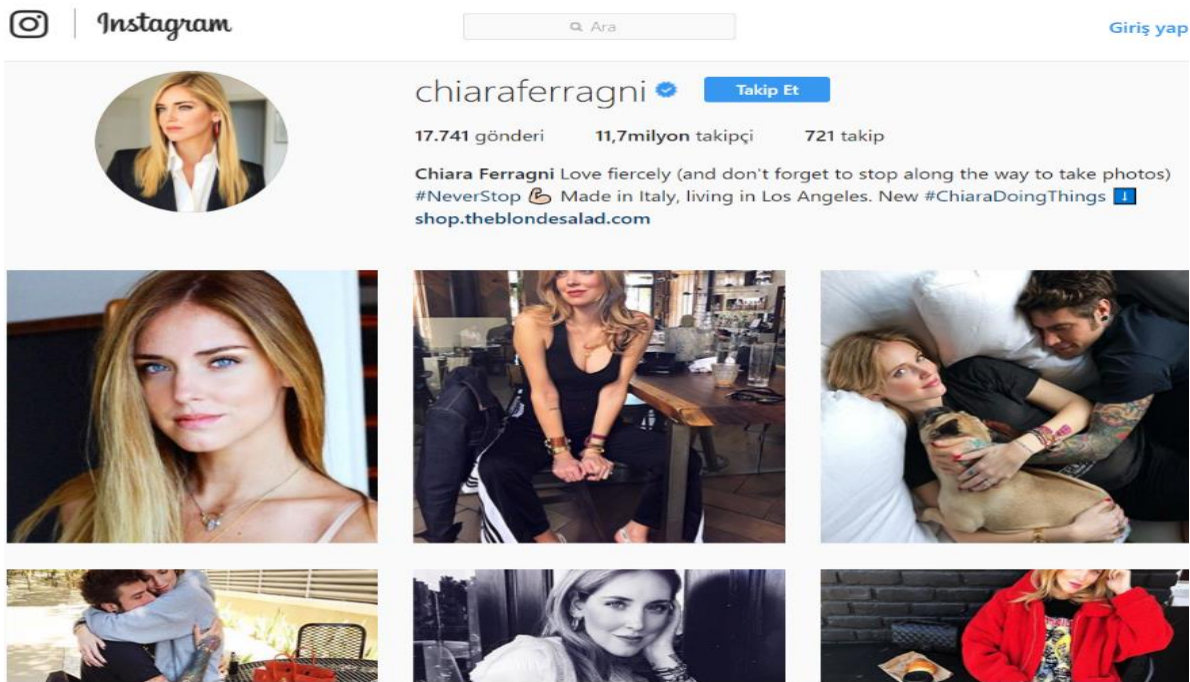 Instagram
Ara
Giriş yap
chiaraferragni
Takip Et
17.741 gönderi 11,7milyon takipçi 721 takip
Chiara Ferragni Love fiercely (and don't forget to stop along the way to take photos)
#NeverStop 💪 Made in Italy, living in Los Angeles. New #ChiaraDoingThings ⬇
shop.theblondesalad.com